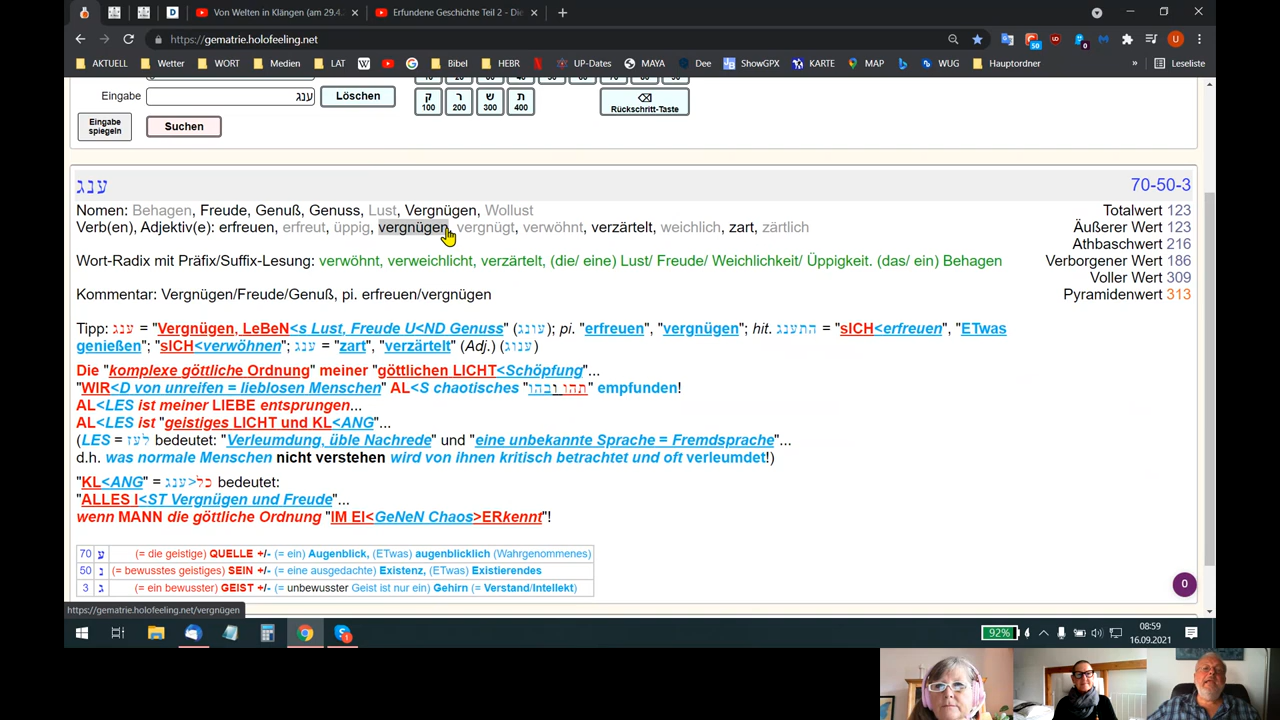 Von Welten in Klängen (am 29.4.
Erfundene Geschichte Teil 2 - Die
https://gematrie.holofeeling.net
AKTUELL Wetter WORT Medien LAT Bibel HEBR UP-Dates MAYA Dee ShowGPX KARTE MAP WUG Hauptordner » Leseliste
Eingabe ענג Löschen
ק 100 ר 200 ש 300 ת 400 Rückschritt-Taste
Eingabe spiegeln Suchen
ענג 70-50-3
Nomen: Behagen, Freude, Genuß, Genuss, Lust, Vergnügen, Wollust
Verb(en), Adjektiv(e): erfreuen, erfreut, üppig, vergnügen, vergnügt, verwöhnt, verzärtelt, weichlich, zart, zärtlich
Totalwert 123
Äußerer Wert 123
Athbaschwert 216
Verborgener Wert 186
Voller Wert 309
Pyramidenwert 313
Wort-Radix mit Präfix/Suffix-Lesung: verwöhnt, verweichlicht, verzärtelt, (die/ eine) Lust/ Freude/ Weichlichkeit/ Üppigkeit. (das/ ein) Behagen
Kommentar: Vergnügen/Freude/Genuß, pi. erfreuen/vergnügen
Tipp: ענג = "Vergnügen, LeBeN<s Lust, Freude U<ND Genuss" (עונג); pi. "erfreuen", "vergnügen"; hit. התענג = "sICH<erfreuen", "ETwas
genießen"; "sICH<verwöhnen"; ענג = "zart", "verzärtelt" (Adj.) (ענוג)
Die "komplexe göttliche Ordnung" meiner "göttlichen LICHT<Schöpfung"...
"WIR<D von unreifen = lieblosen Menschen" AL<S chaotisches "תהו ובהו" empfunden!
AL<LES ist meiner LIEBE entsprungen...
AL<LES ist "geistiges LICHT und KL<ANG"...
(LES = לעז bedeutet: "Verleumdung, üble Nachrede" und "eine unbekannte Sprache = Fremdsprache"...
d.h. was normale Menschen nicht verstehen wird von ihnen kritisch betrachtet und oft verleumdet!)
"KL<ANG" = כל<ענג bedeutet:
"ALLES I<ST Vergnügen und Freude"...
wenn MANN die göttliche Ordnung "IM EI<GeNeN Chaos>ERkennt"!
70 ע (= die geistige) QUELLE +/- (= ein) Augenblick, (ETwas) augenblicklich (Wahrgenommenes)
50 נ (= bewusstes geistiges) SEIN +/- (= eine ausgedachte) Existenz, (ETwas) Existierendes
3 ג (= ein bewusster) GEIST +/- (= unbewusster Geist ist nur ein) Gehirn (= Verstand/Intellekt)
0
https://gematrie.holofeeling.net/vergnügen
92% 08:59
16.09.2021